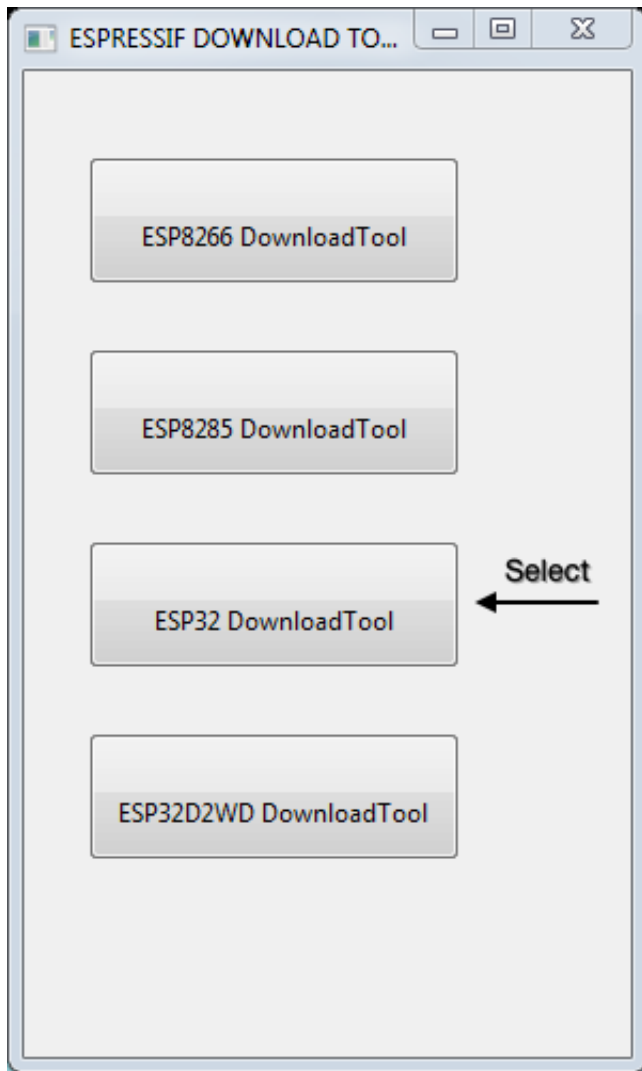 ESPRESSIF DOWNLOAD TO...
ESP8266 DownloadTool
ESP8285 DownloadTool
Select
ESP32 DownloadTool
ESP32D2WD DownloadTool